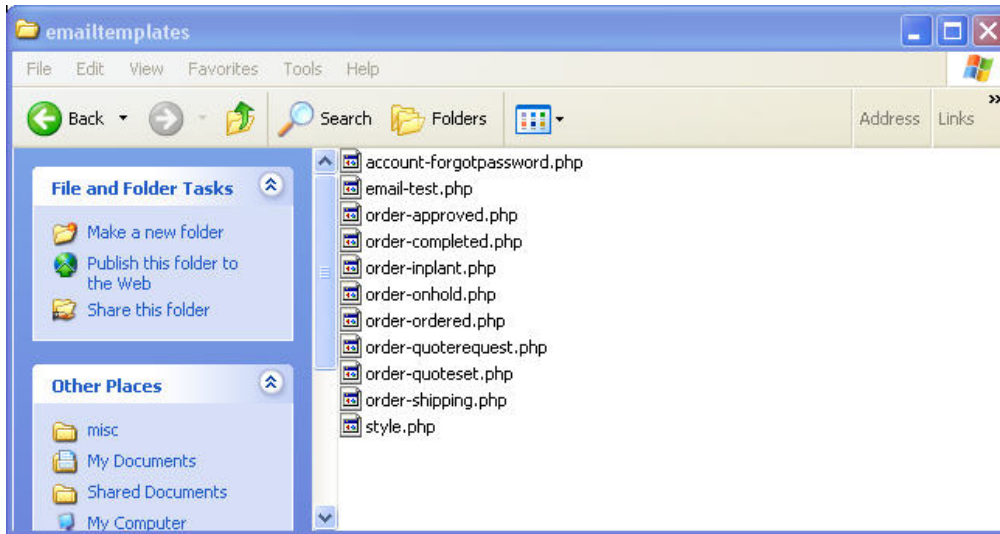 emailtemplates
File Edit View Favorites Tools Help
Back Search Folders Address Links
File and Folder Tasks
Make a new folder
Publish this folder to
the Web
Share this folder
Other Places
misc
My Documents
Shared Documents
My Computer
account-forgotpassword.php
email-test.php
order-approved.php
order-completed.php
order-inplant.php
order-onhold.php
order-ordered.php
order-quoterequest.php
order-quoteset.php
order-shipping.php
style.php